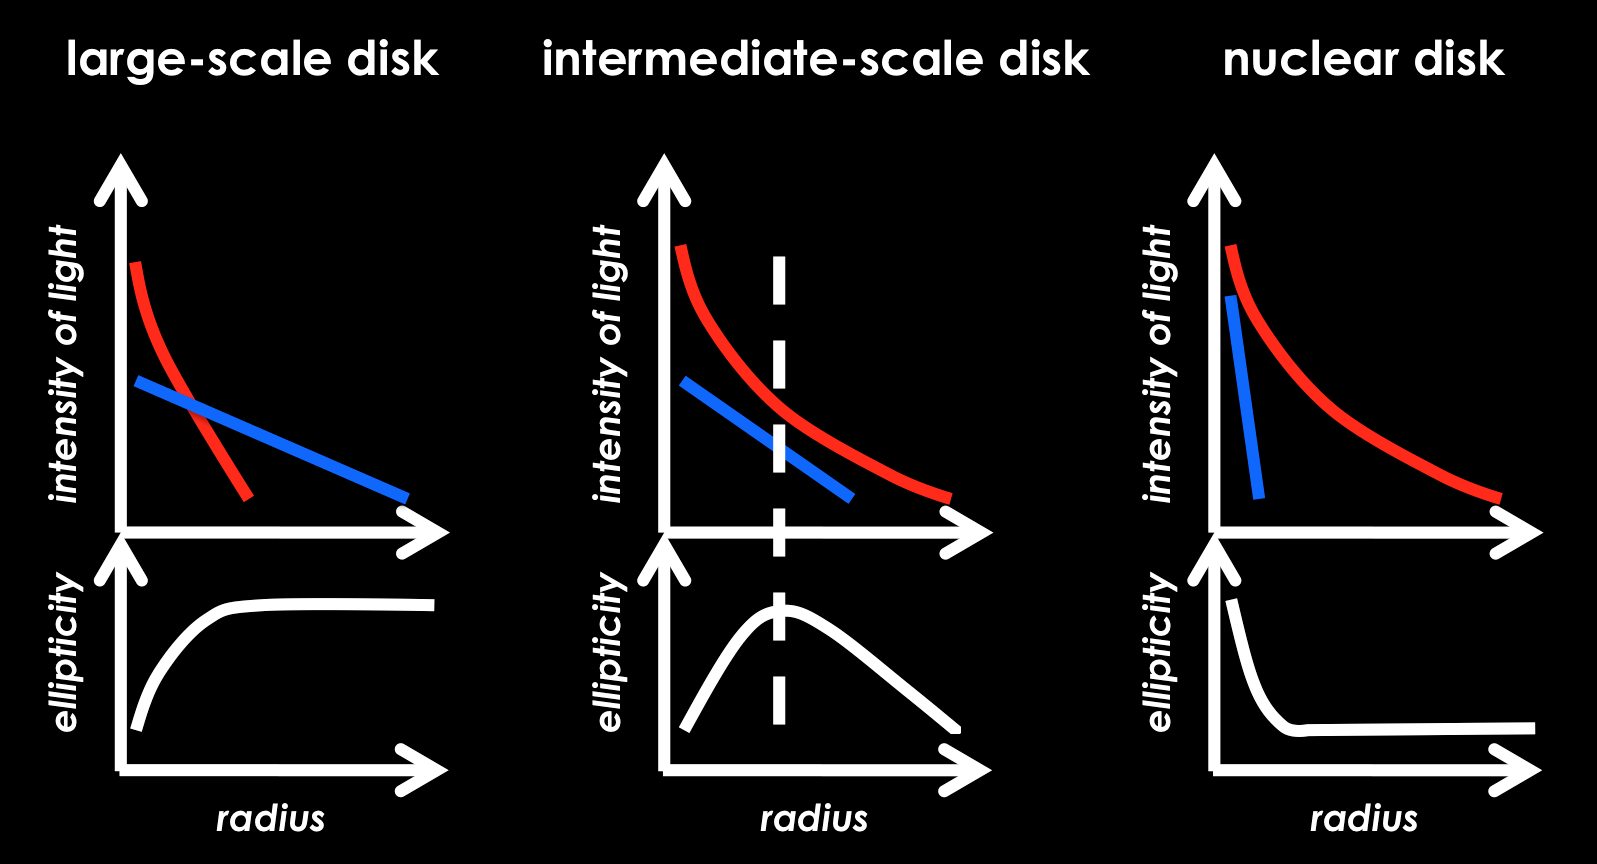 large-scale disk
intermediate-scale disk
nuclear disk
intensity of light
intensity of light
intensity of light
ellipticity
ellipticity
ellipticity
radius
radius
radius